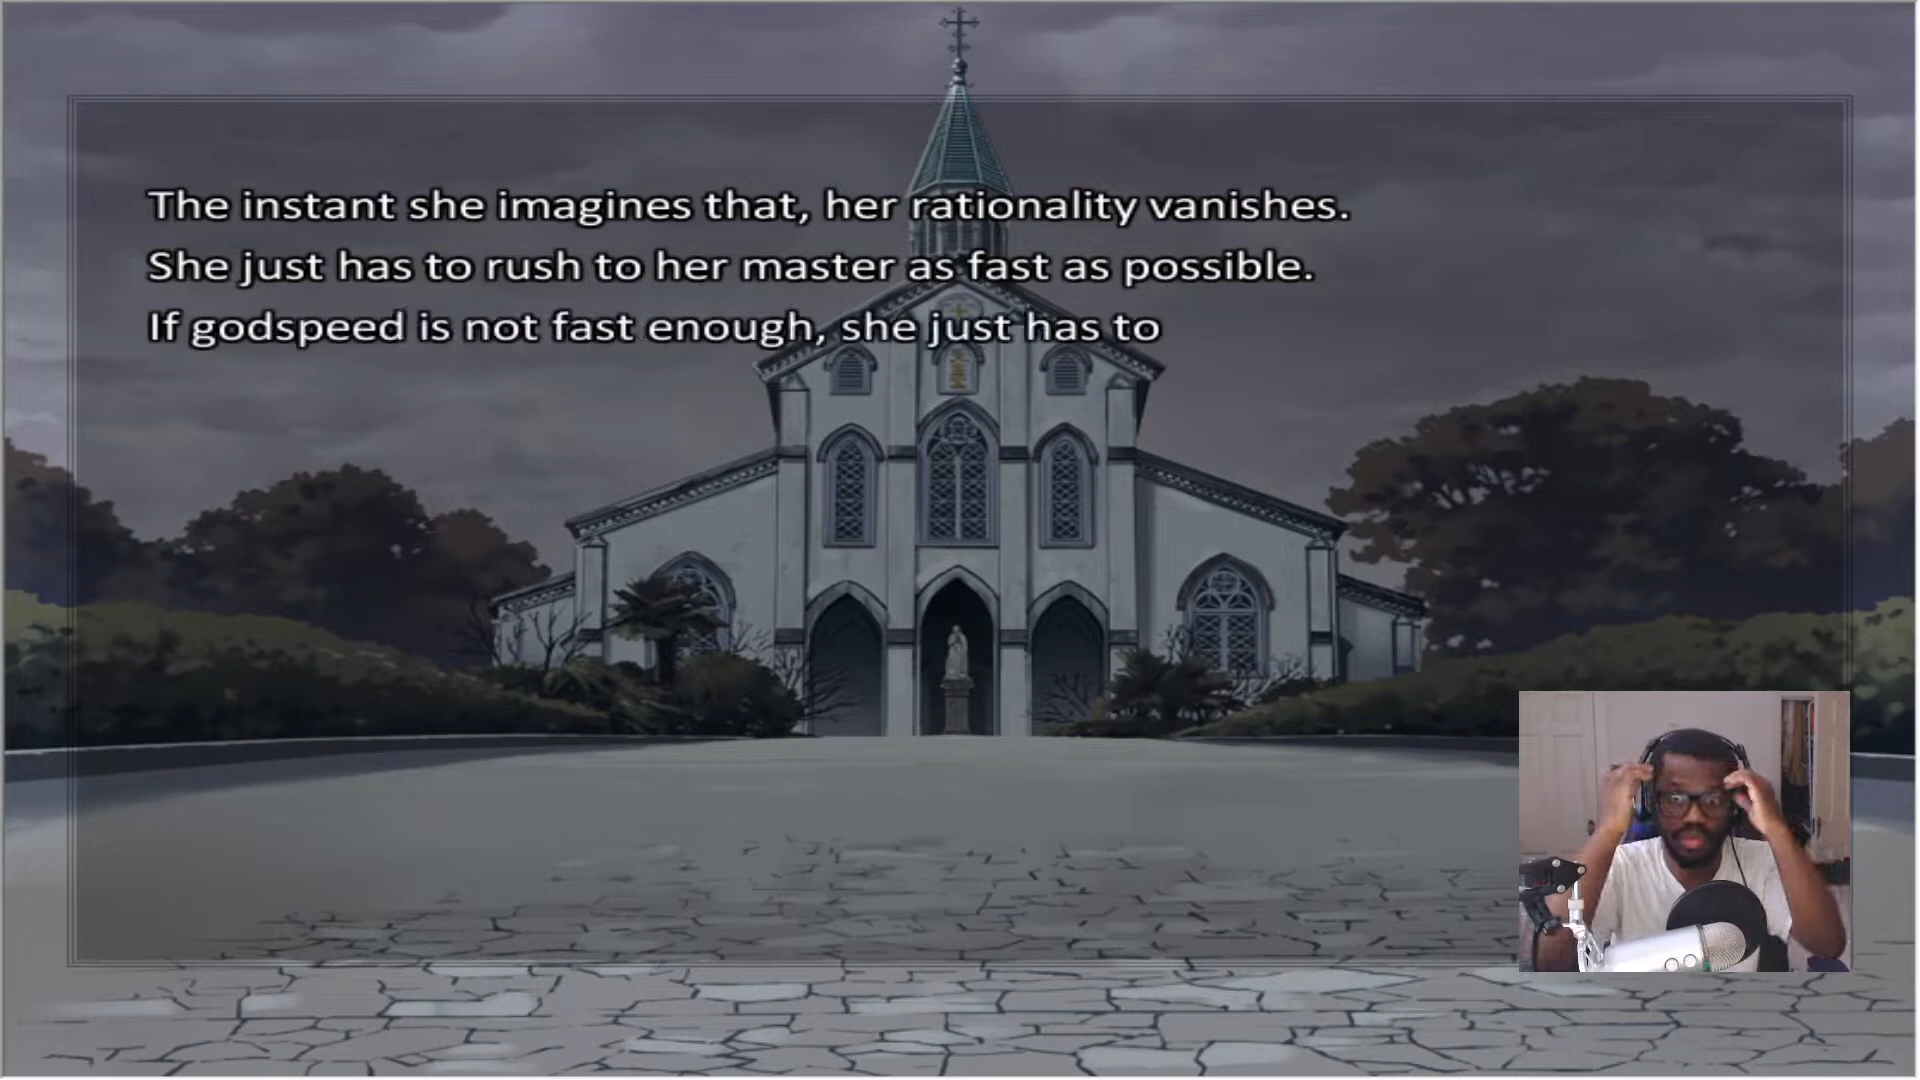 The instant she imagines that, her rationality vanishes.
She just has to rush to her master as fast as possible.
If godspeed is not fast enough, she just has to